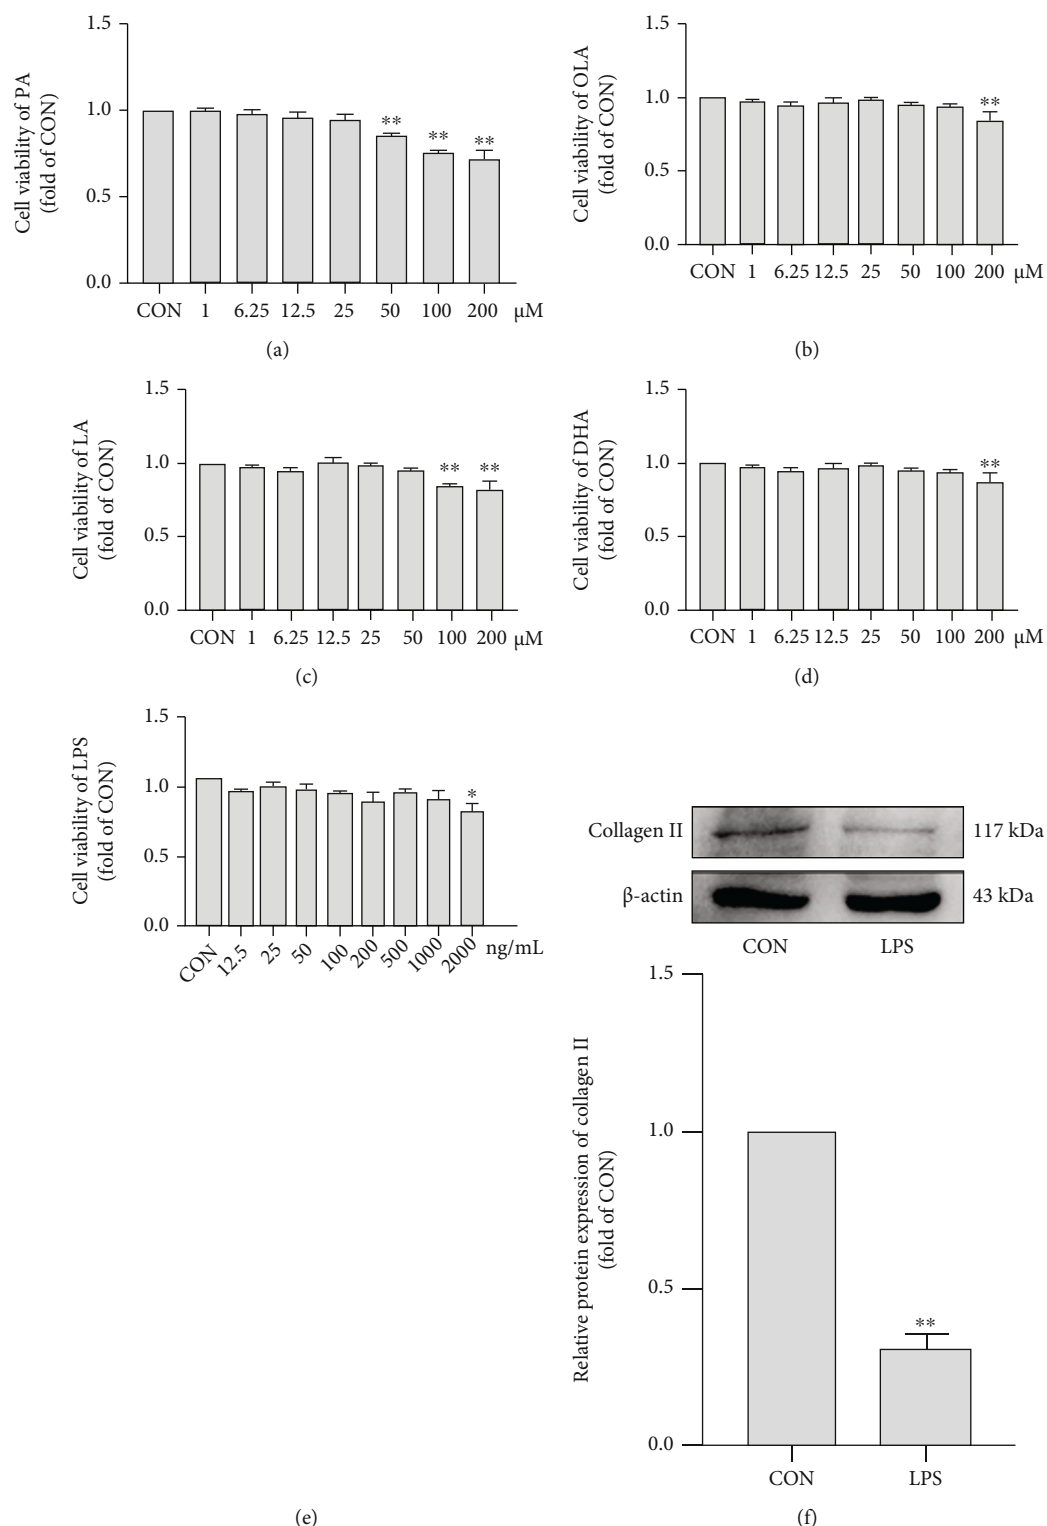 1.5
1.0
0.5
0.0
Cell viability of PA
(fold of CON)
** ** **
CON 1 6.25 12.5 25 50 100 200 μM
(a)
1.5
1.0
0.5
0.0
Cell viability of OLA
(fold of CON)
**
CON 1 6.25 12.5 25 50 100 200 μM
(b)
1.5
1.0
0.5
0.0
Cell viability of LA
(fold of CON)
** **
CON 1 6.25 12.5 25 50 100 200 μM
(c)
1.5
1.0
0.5
0.0
Cell viability of DHA
(fold of CON)
**
CON 1 6.25 12.5 25 50 100 200 μM
(d)
1.5
1.0
0.5
0.0
Cell viability of LPS
(fold of CON)
*
CON 12.5 25 50 100 200 500 1000 2000 ng/mL
(e)
Collagen II 117 kDa
β-actin 43 kDa
CON LPS
1.5
1.0
0.5
0.0
Relative protein expression of collagen II
(fold of CON)
**
CON LPS
(f)